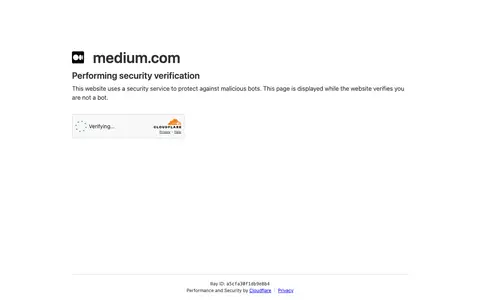 medium.com
Performing security verification
This website uses a security service to protect against malicious bots. This page is displayed while the website verifies you
are not a bot.
Verifying...
CLOUDFLARE
Privacy · Help
Ray ID: a5cfa30f1db9e8b4
Performance and Security by Cloudflare | Privacy